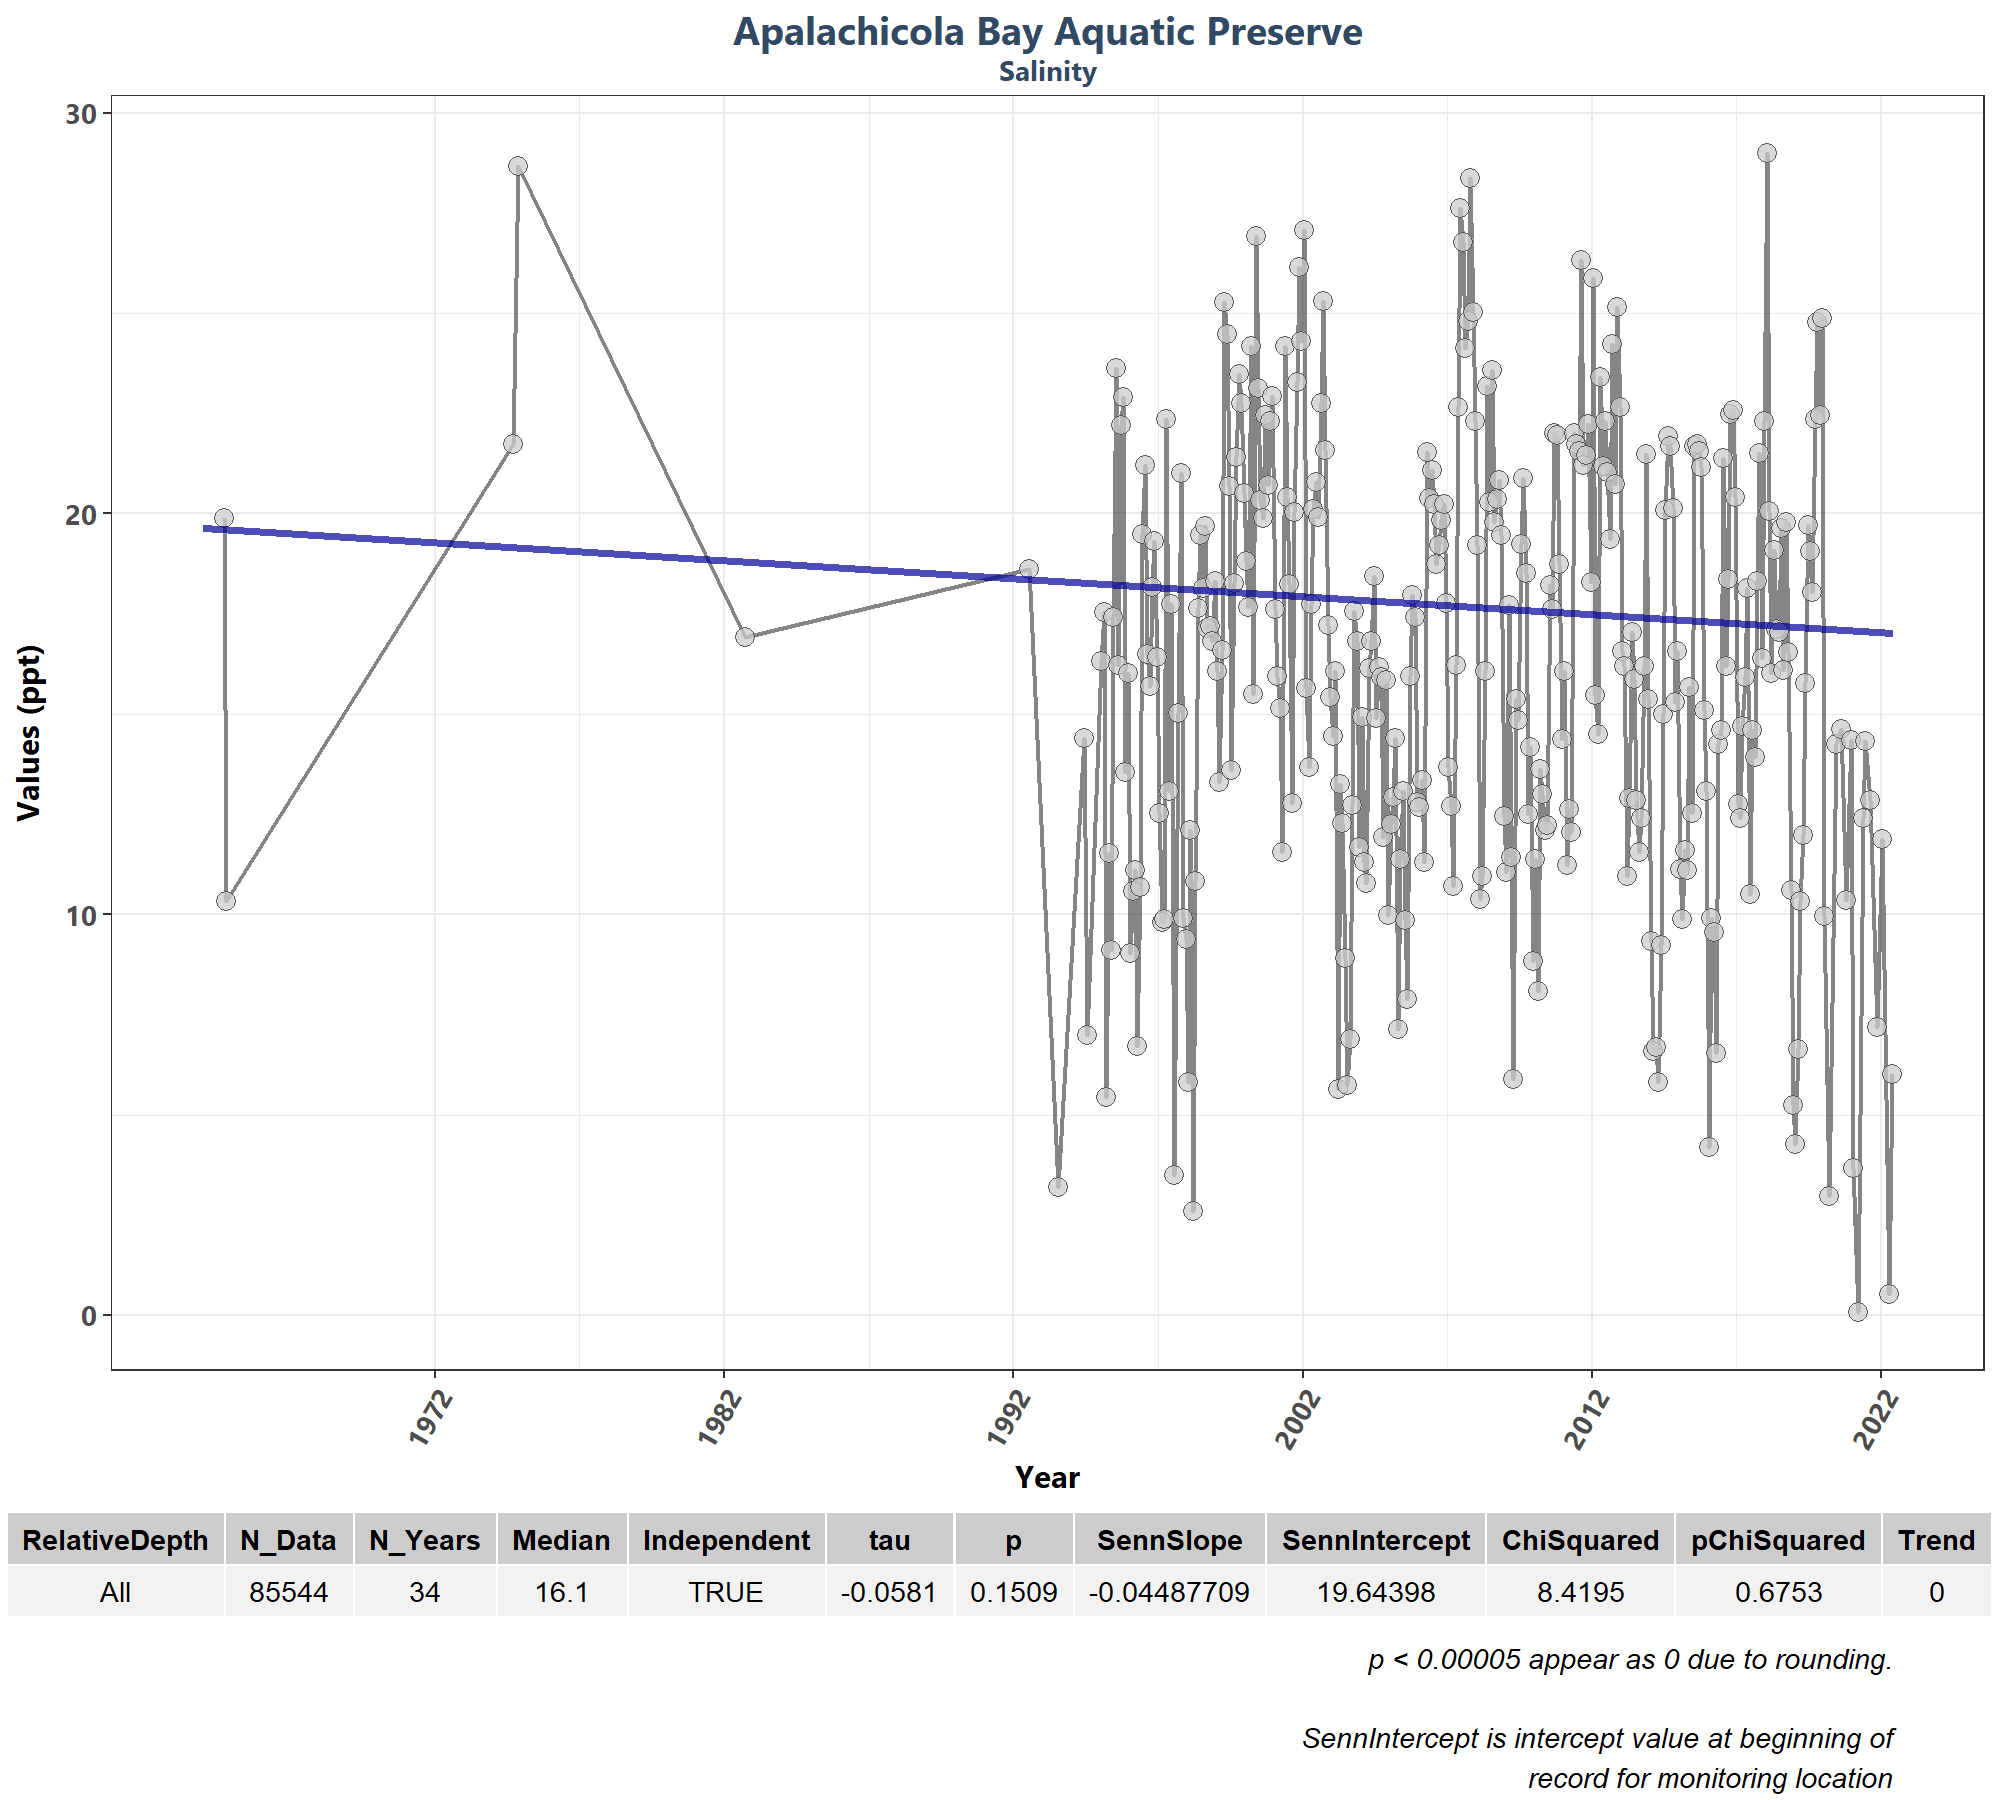 Apalachicola Bay Aquatic Preserve
Salinity
30
20
10
0
Values (ppt)
1972
1982
1992
2002
2012
2022
Year
RelativeDepth N_Data N_Years Median Independent tau p SennSlope SennIntercept ChiSquared pChiSquared Trend
All 85544 34 16.1 TRUE -0.0581 0.1509 -0.04487709 19.64398 8.4195 0.6753 0
p < 0.00005 appear as 0 due to rounding.
SennIntercept is intercept value at beginning of
record for monitoring location